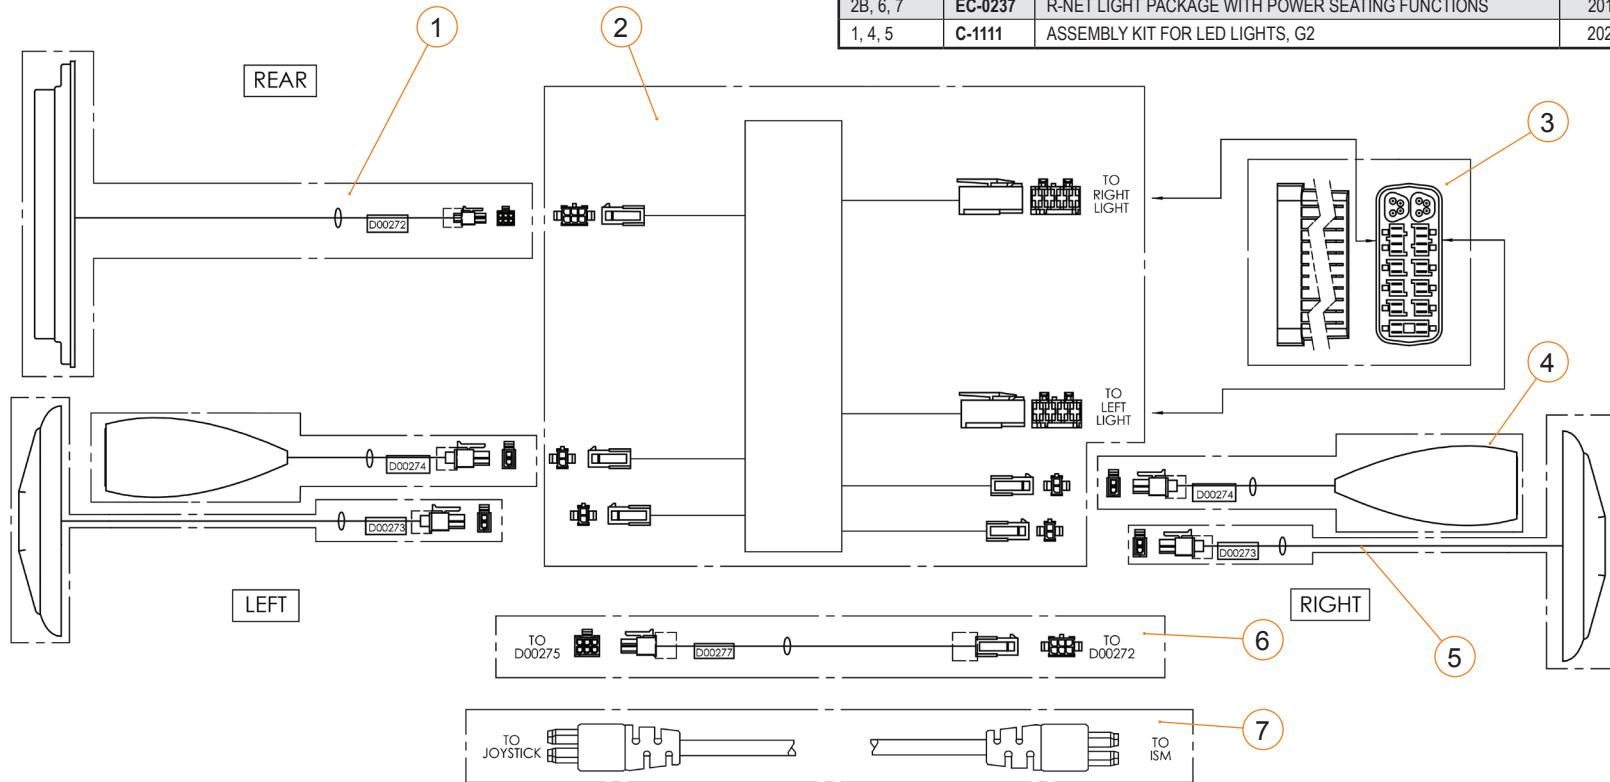 2B, 6, 7 EC-0237 R-NET LIGHT PACKAGE WITH POWER SEATING FUNCTIONS 201
1, 4, 5 C-1111 ASSEMBLY KIT FOR LED LIGHTS, G2 202
1
2
REAR
3
TO
RIGHT
LIGHT
D00272
4
TO
LEFT
LIGHT
D00274
D00274
D00273
D00273
LEFT
RIGHT
TO
D00275
D00277
TO
D00272
6
5
TO
JOYSTICK
TO
ISM
7